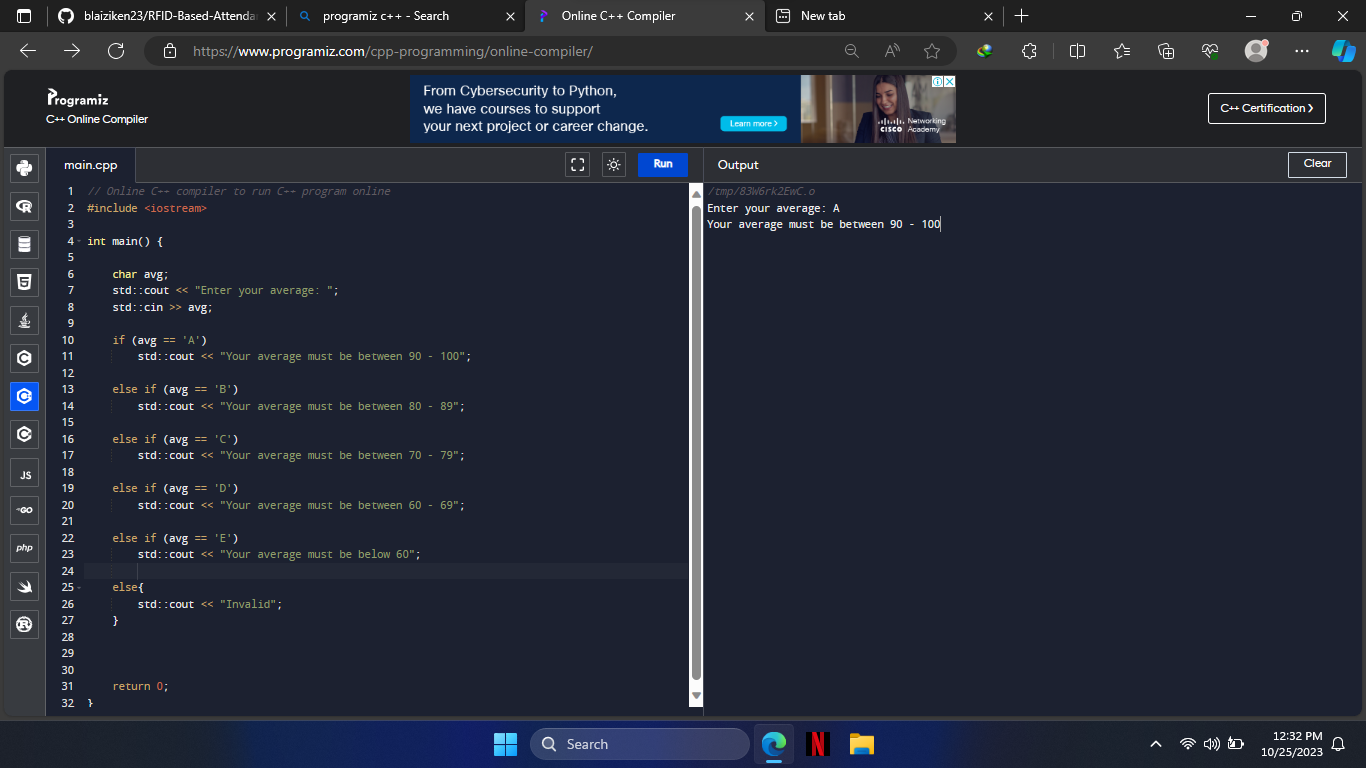 blaiziken23/RFID-Based-Attendan
programiz c++ - Search
Online C++ Compiler
New tab
https://www.programiz.com/cpp-programming/online-compiler/
Programiz
C++ Online Compiler
From Cybersecurity to Python,
we have courses to support
your next project or career change.
Learn more >
CISCO
Networking
Academy
C++ Certification >
main.cpp
Run
Output
Clear
1 // Online C++ compiler to run C++ program online
2 #include <iostream>
3
4 int main() {
5
6 char avg;
7 std::cout << "Enter your average: ";
8 std::cin >> avg;
9
10 if (avg == 'A')
11 std::cout << "Your average must be between 90 - 100";
12
13 else if (avg == 'B')
14 std::cout << "Your average must be between 80 - 89";
15
16 else if (avg == 'C')
17 std::cout << "Your average must be between 70 - 79";
18
19 else if (avg == 'D')
20 std::cout << "Your average must be between 60 - 69";
21
22 else if (avg == 'E')
23 std::cout << "Your average must be below 60";
24
25 else{
26 std::cout << "Invalid";
27 }
28
29
30
31 return 0;
32 }
/tmp/83W6rk2EwC.o
Enter your average: A
Your average must be between 90 - 100
JS
GO
php
Search
12:32 PM
10/25/2023